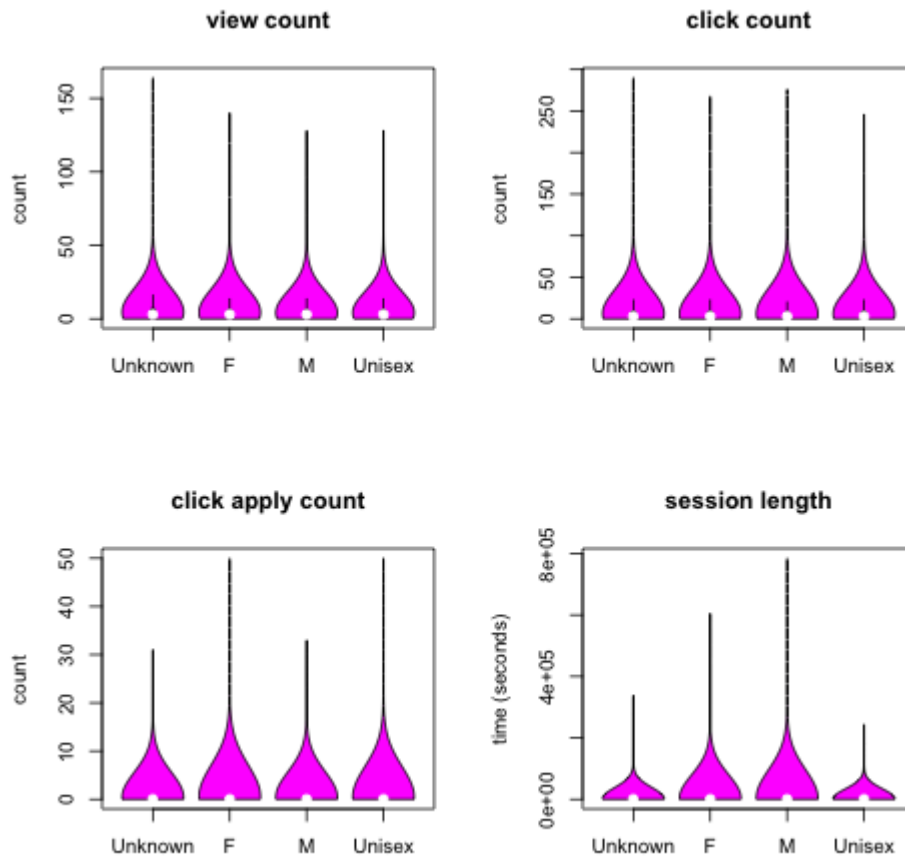 view count
count
150
100
50
0
Unknown F M Unisex
click count
count
250
150
50
0
Unknown F M Unisex
click apply count
count
50
40
30
20
10
0
Unknown F M Unisex
session length
time (seconds)
8e+05
4e+05
0e+00
Unknown F M Unisex